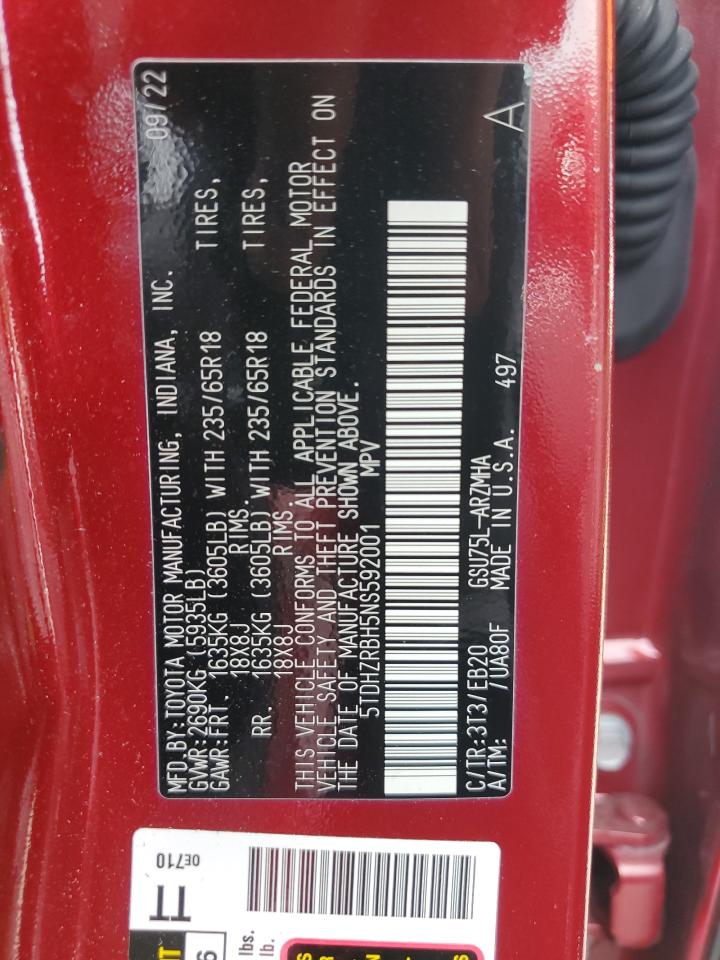 MFD.BY:TOYOTA MOTOR MANUFACTURING, INDIANA, INC. 09/22
GVWR:2690KG (5935LB)
GAWR:FRT. 1635KG (3605LB) WITH 235/65R18 TIRES,
18X8J RIMS.
RR. 1635KG (3605LB) WITH 235/65R18 TIRES,
18X8J RIMS.
THIS VEHICLE CONFORMS TO ALL APPLICABLE FEDERAL MOTOR
VEHICLE SAFETY AND THEFT PREVENTION STANDARDS IN EFFECT ON
THE DATE OF MANUFACTURE SHOWN ABOVE.
5TDHZRBH5NS592001 MPV
C/TR:3T3/EB20 GSU75L-ARZMHA A
A/TM: /UA80F MADE IN U.S.A. 497
0E710
lbs.
lb.